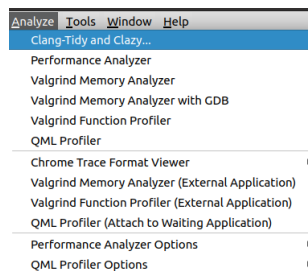 Analyze Tools Window Help
Clang-Tidy and Clazy...
Performance Analyzer
Valgrind Memory Analyzer
Valgrind Memory Analyzer with GDB
Valgrind Function Profiler
QML Profiler
Chrome Trace Format Viewer
Valgrind Memory Analyzer (External Application)
Valgrind Function Profiler (External Application)
QML Profiler (Attach to Waiting Application)
Performance Analyzer Options
QML Profiler Options